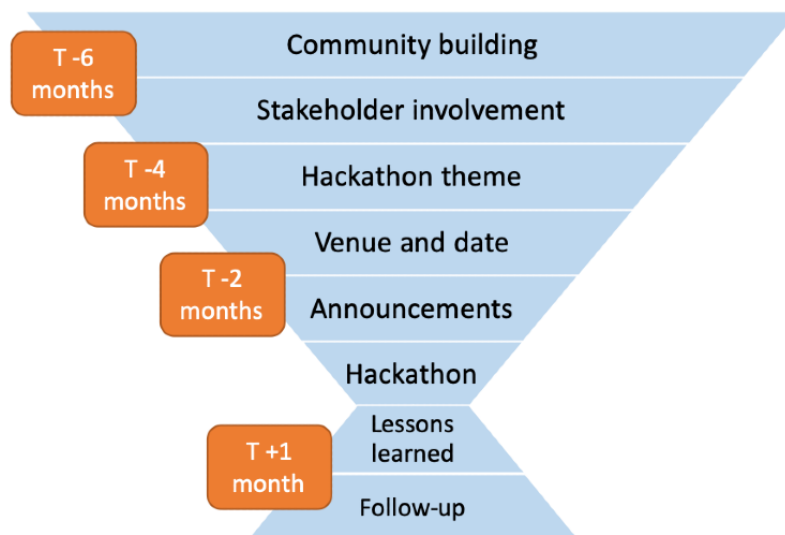 T -6
months
Community building
Stakeholder involvement
T -4
months
Hackathon theme
Venue and date
T -2
months
Announcements
Hackathon
T +1
month
Lessons
learned
Follow-up